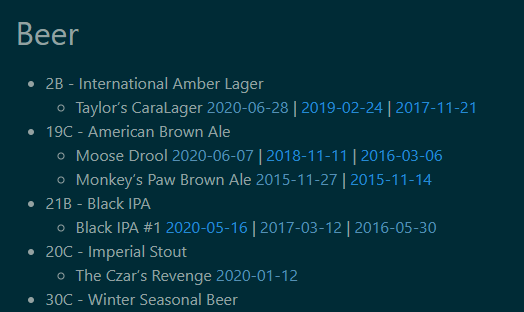 Beer
2B - International Amber Lager
Taylor's CaraLager 2020-06-28 | 2019-02-24 | 2017-11-21
19C - American Brown Ale
Moose Drool 2020-06-07 | 2018-11-11 | 2016-03-06
Monkey's Paw Brown Ale 2015-11-27 | 2015-11-14
21B - Black IPA
Black IPA #1 2020-05-16 | 2017-03-12 | 2016-05-30
20C - Imperial Stout
The Czar's Revenge 2020-01-12
30C - Winter Seasonal Beer